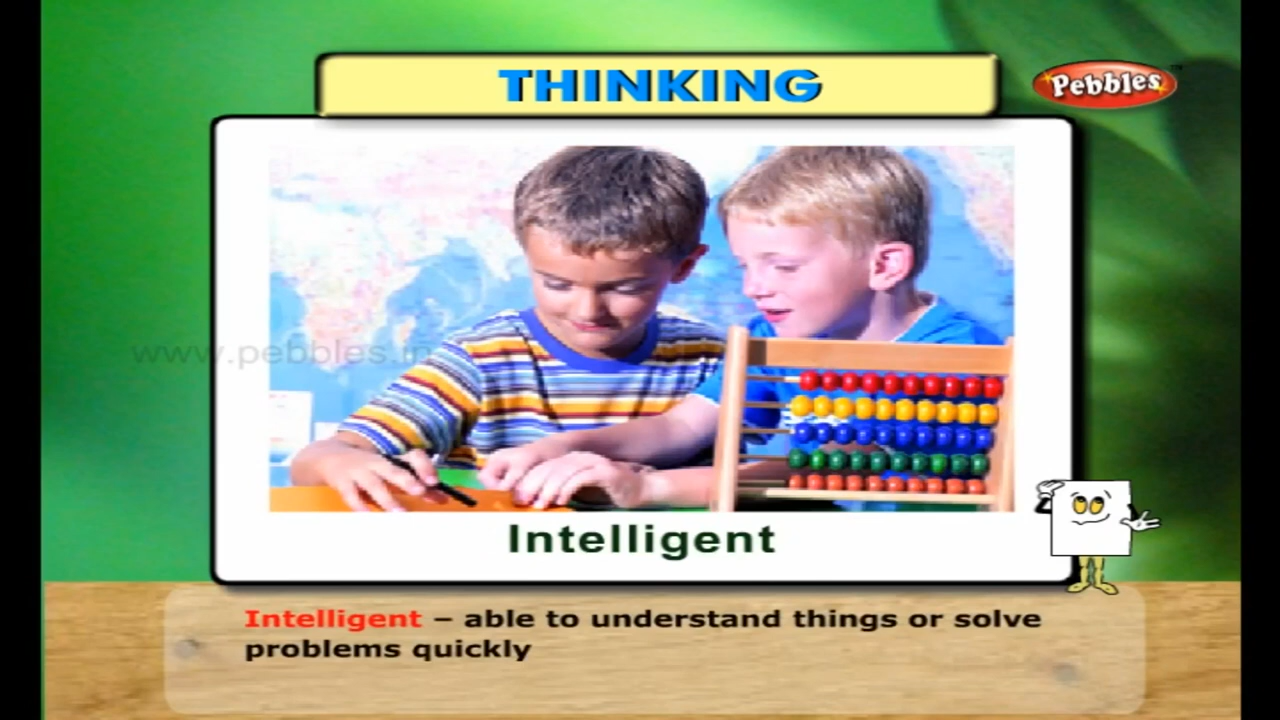 THINKING
Pebbles
www.pebbles.in
Intelligent
Intelligent – able to understand things or solve
problems quickly